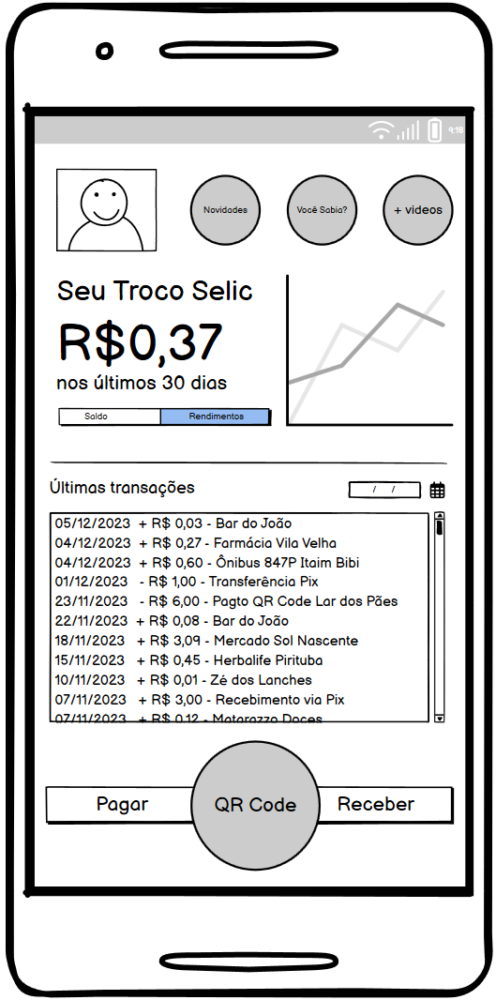 9:18
Novidades
Você Sabia?
+ videos
Seu Troco Selic
R$0,37
nos últimos 30 dias
Saldo Rendimentos
Últimas transações / /
05/12/2023 + R$ 0,03 - Bar do João
04/12/2023 + R$ 0,27 - Farmácia Vila Velha
04/12/2023 + R$ 0,60 - Ônibus 847P Itaim Bibi
01/12/2023 - R$ 1,00 - Transferência Pix
23/11/2023 - R$ 6,00 - Pagto QR Code Lar dos Pães
22/11/2023 + R$ 0,08 - Bar do João
18/11/2023 + R$ 3,09 - Mercado Sol Nascente
15/11/2023 + R$ 0,45 - Herbalife Pirituba
10/11/2023 + R$ 0,01 - Zé dos Lanches
07/11/2023 + R$ 3,00 - Recebimento via Pix
07/11/2023 + R$ 0,12 - Matarazzo Doces
Pagar QR Code Receber